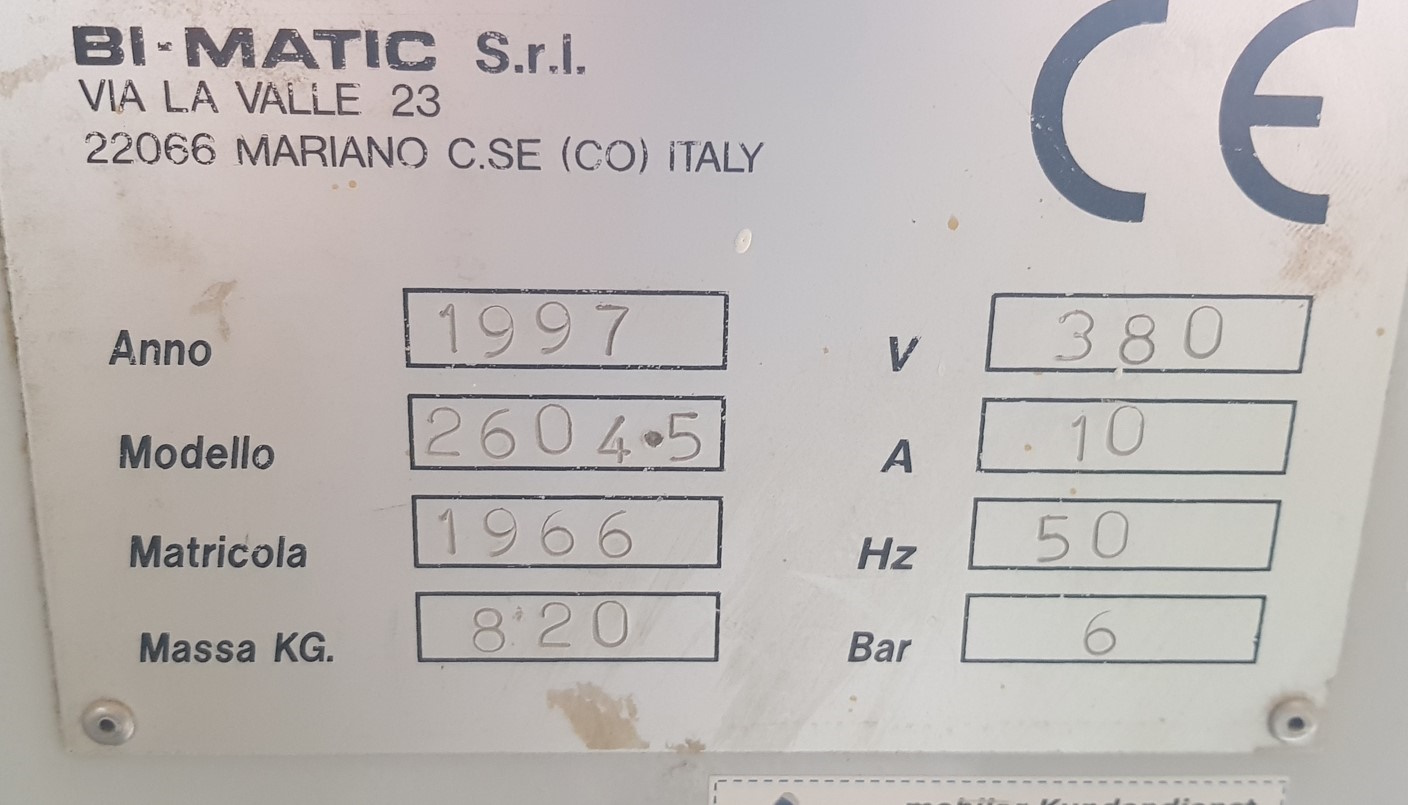 BI-MATIC S.r.l.
VIA LA VALLE 23
22066 MARIANO C.SE (CO) ITALY
CE
Anno 1997 V 380
Modello 2604•5 A 10
Matricola 1966 Hz 50
Massa KG. 820 Bar 6
Kundendienst